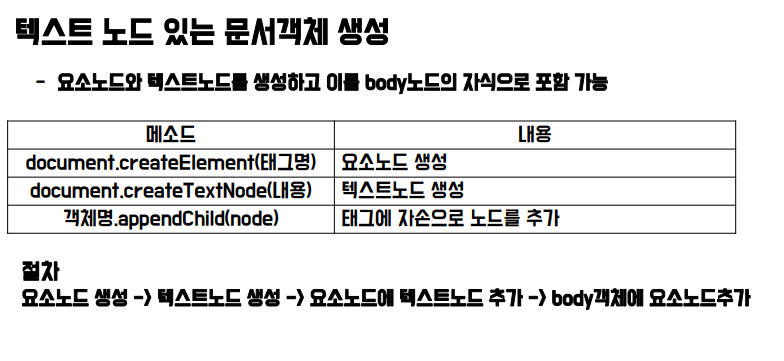 텍스트 노드 있는 문서객체 생성
- 요소노드와 텍스트노드를 생성하고 이를 body노드의 자식으로 포함 가능
메소드 내용
document.createElement(태그명) 요소노드 생성
document.createTextNode(내용) 텍스트노드 생성
객체명.appendChild(node) 태그에 자손으로 노드를 추가
절차
요소노드 생성 -> 텍스트노드 생성 -> 요소노드에 텍스트노드 추가 -> body객체에 요소노드추가